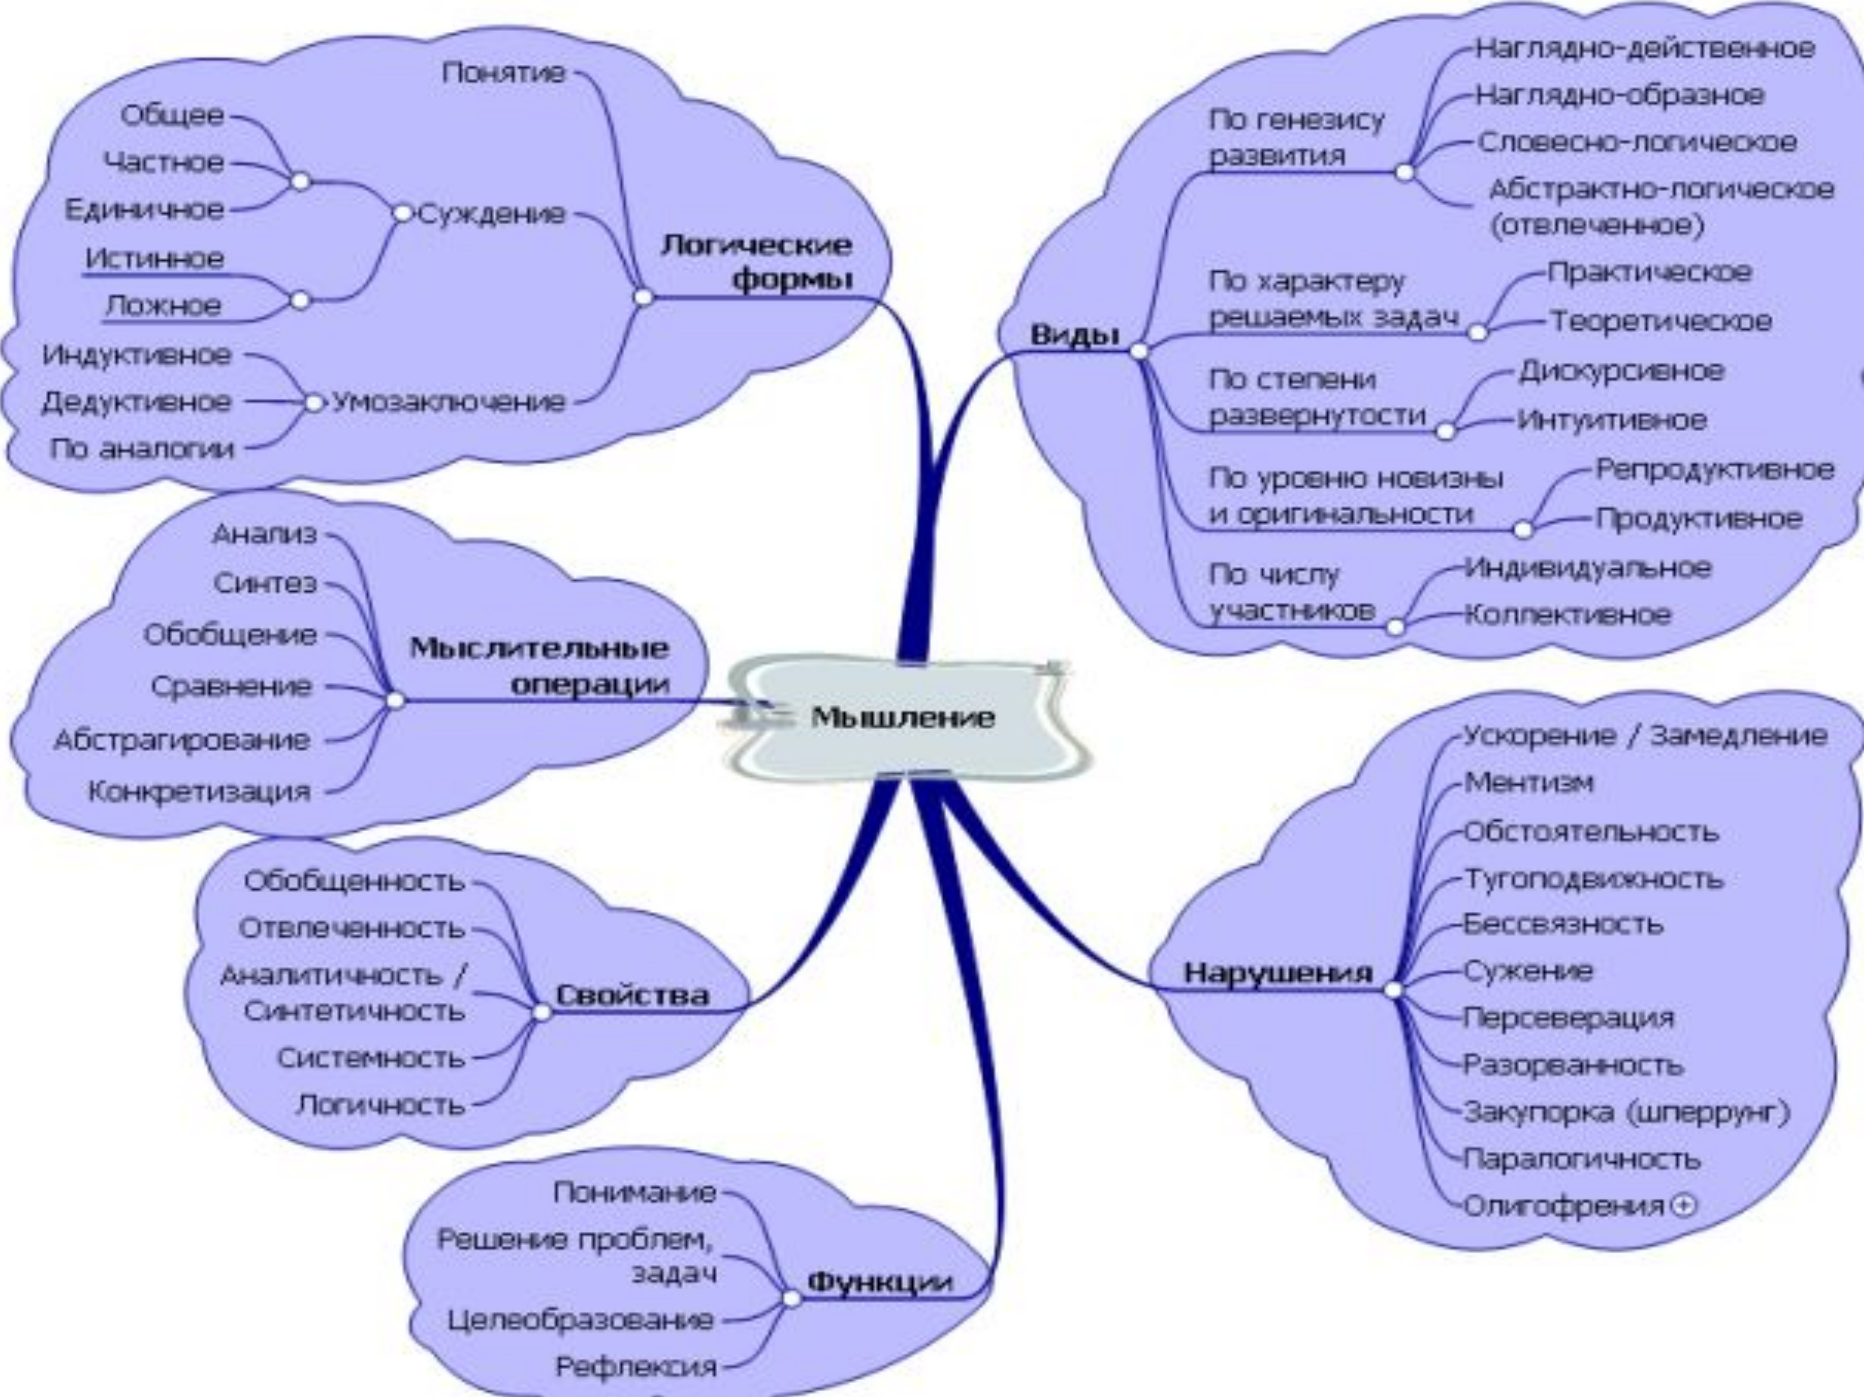 Понятие
Общее
Частное
Единичное
Суждение
Истинное
Ложное
Логические
формы
Индуктивное
Дедуктивное
По аналогии
Умозаключение
Наглядно-действенное
Наглядно-образное
Словесно-логическое
Абстрактно-логическое
(отвлеченное)
По генезису
развития
Практическое
Теоретическое
По характеру
решаемых задач
Виды
Дискурсивное
Интуитивное
По степени
развернутости
Репродуктивное
Продуктивное
По уровню новизны
и оригинальности
Индивидуальное
Коллективное
По числу
участников
Анализ
Синтез
Обобщение
Сравнение
Абстрагирование
Конкретизация
Мыслительные
операции
Мышление
Обобщенность
Отвлеченность
Аналитичность /
Синтетичность
Системность
Логичность
Свойства
Ускорение / Замедление
Ментизм
Обстоятельность
Тугоподвижность
Бессвязность
Сужение
Персеверация
Разорванность
Закупорка (шперрунг)
Паралогичность
Олигофрения
Нарушения
Понимание
Решение проблем,
задач
Целеобразование
Рефлексия
Функции